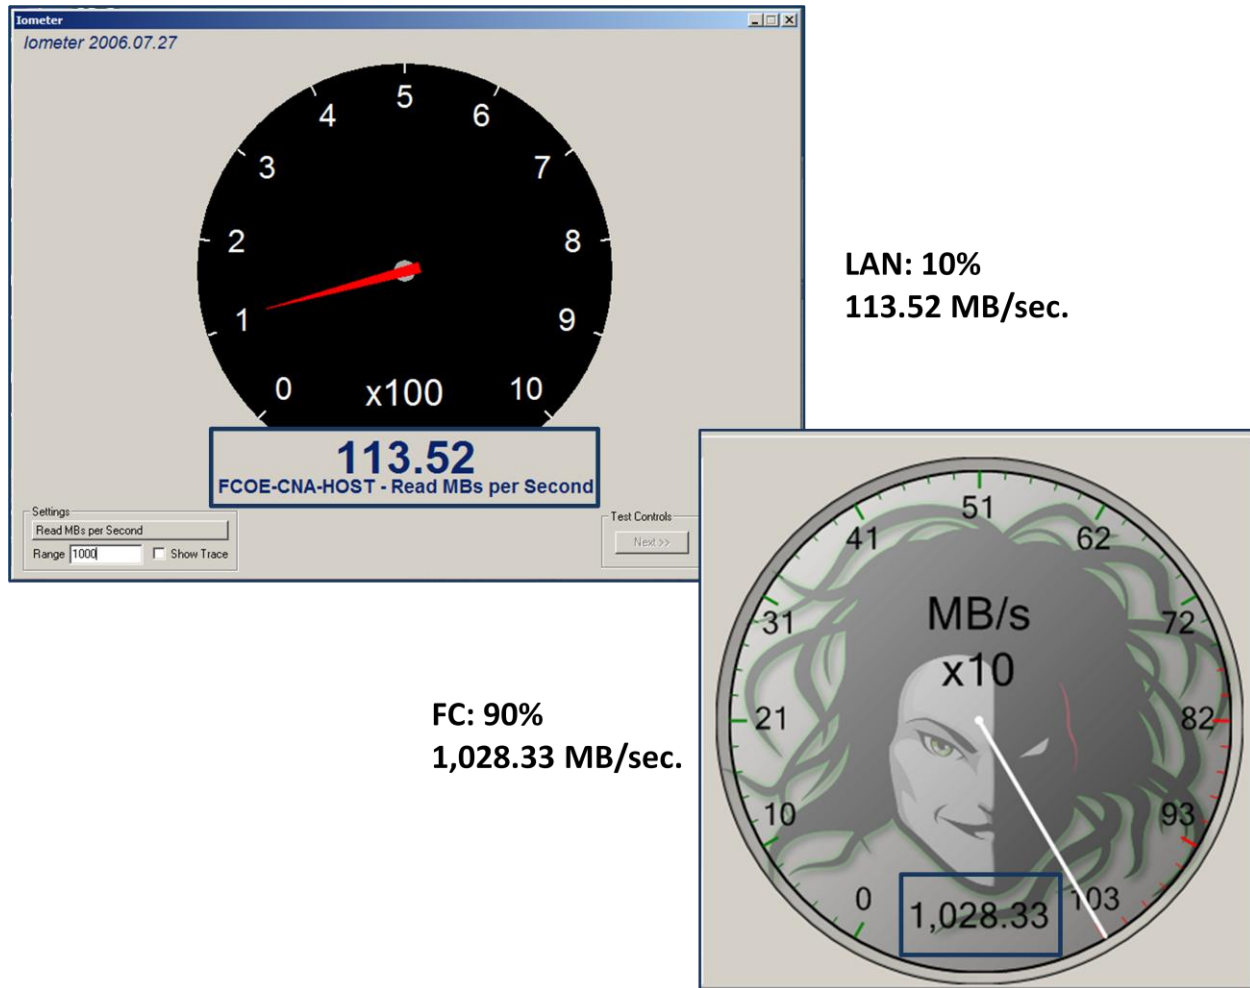 Iometer
Iometer 2006.07.27
5
4
6
3
7
2
8
1
9
0
x100
10
113.52
FCOE-CNA-HOST - Read MBs per Second
Settings
Read MBs per Second
Range 1000
Show Trace
Test Controls
Next >>
LAN: 10%
113.52 MB/sec.
FC: 90%
1,028.33 MB/sec.
51
41
62
MB/s
31
72
x10
21
82
10
93
0
103
1,028.33